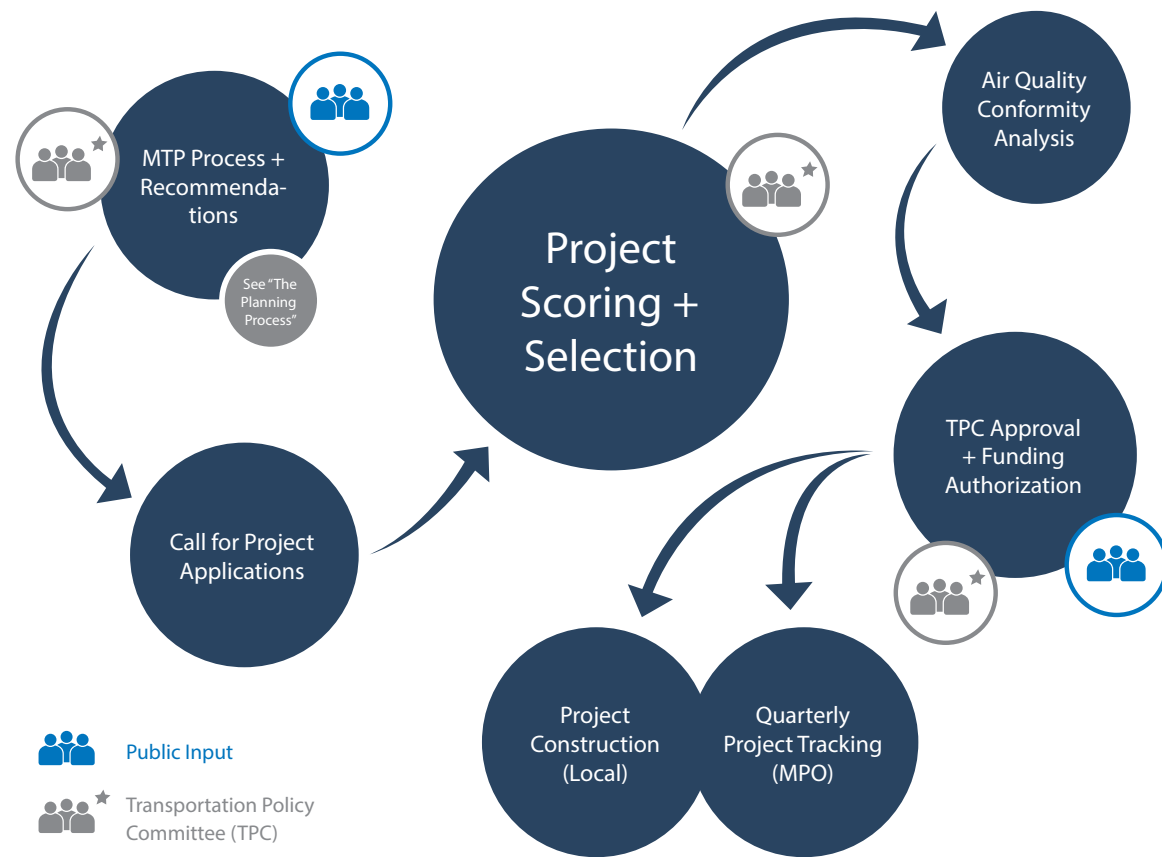 MTP Process +
Recommenda-
tions
See “The
Planning
Process”
Call for Project
Applications
Project
Scoring +
Selection
Air Quality
Conformity
Analysis
TPC Approval
+ Funding
Authorization
Project
Construction
(Local)
Quarterly
Project Tracking
(MPO)
Public Input
Transportation Policy
Committee (TPC)